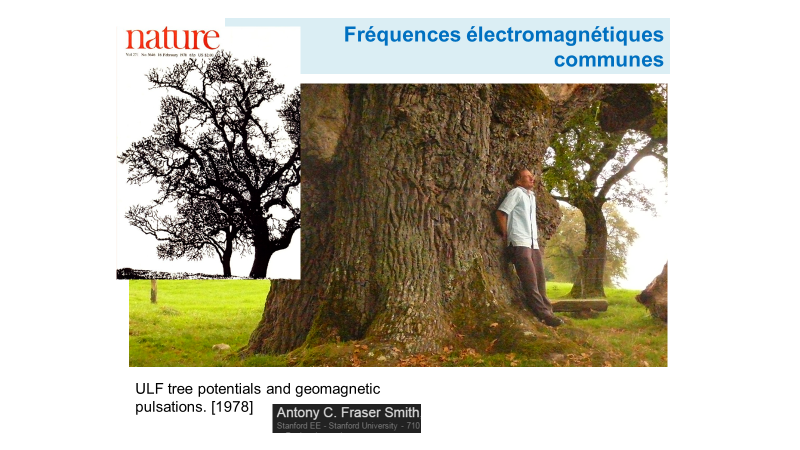 nature
Fréquences électromagnétiques
communes
ULF tree potentials and geomagnetic
pulsations. [1978]
Antony C. Fraser Smith
Stanford EE - Stanford University - 710